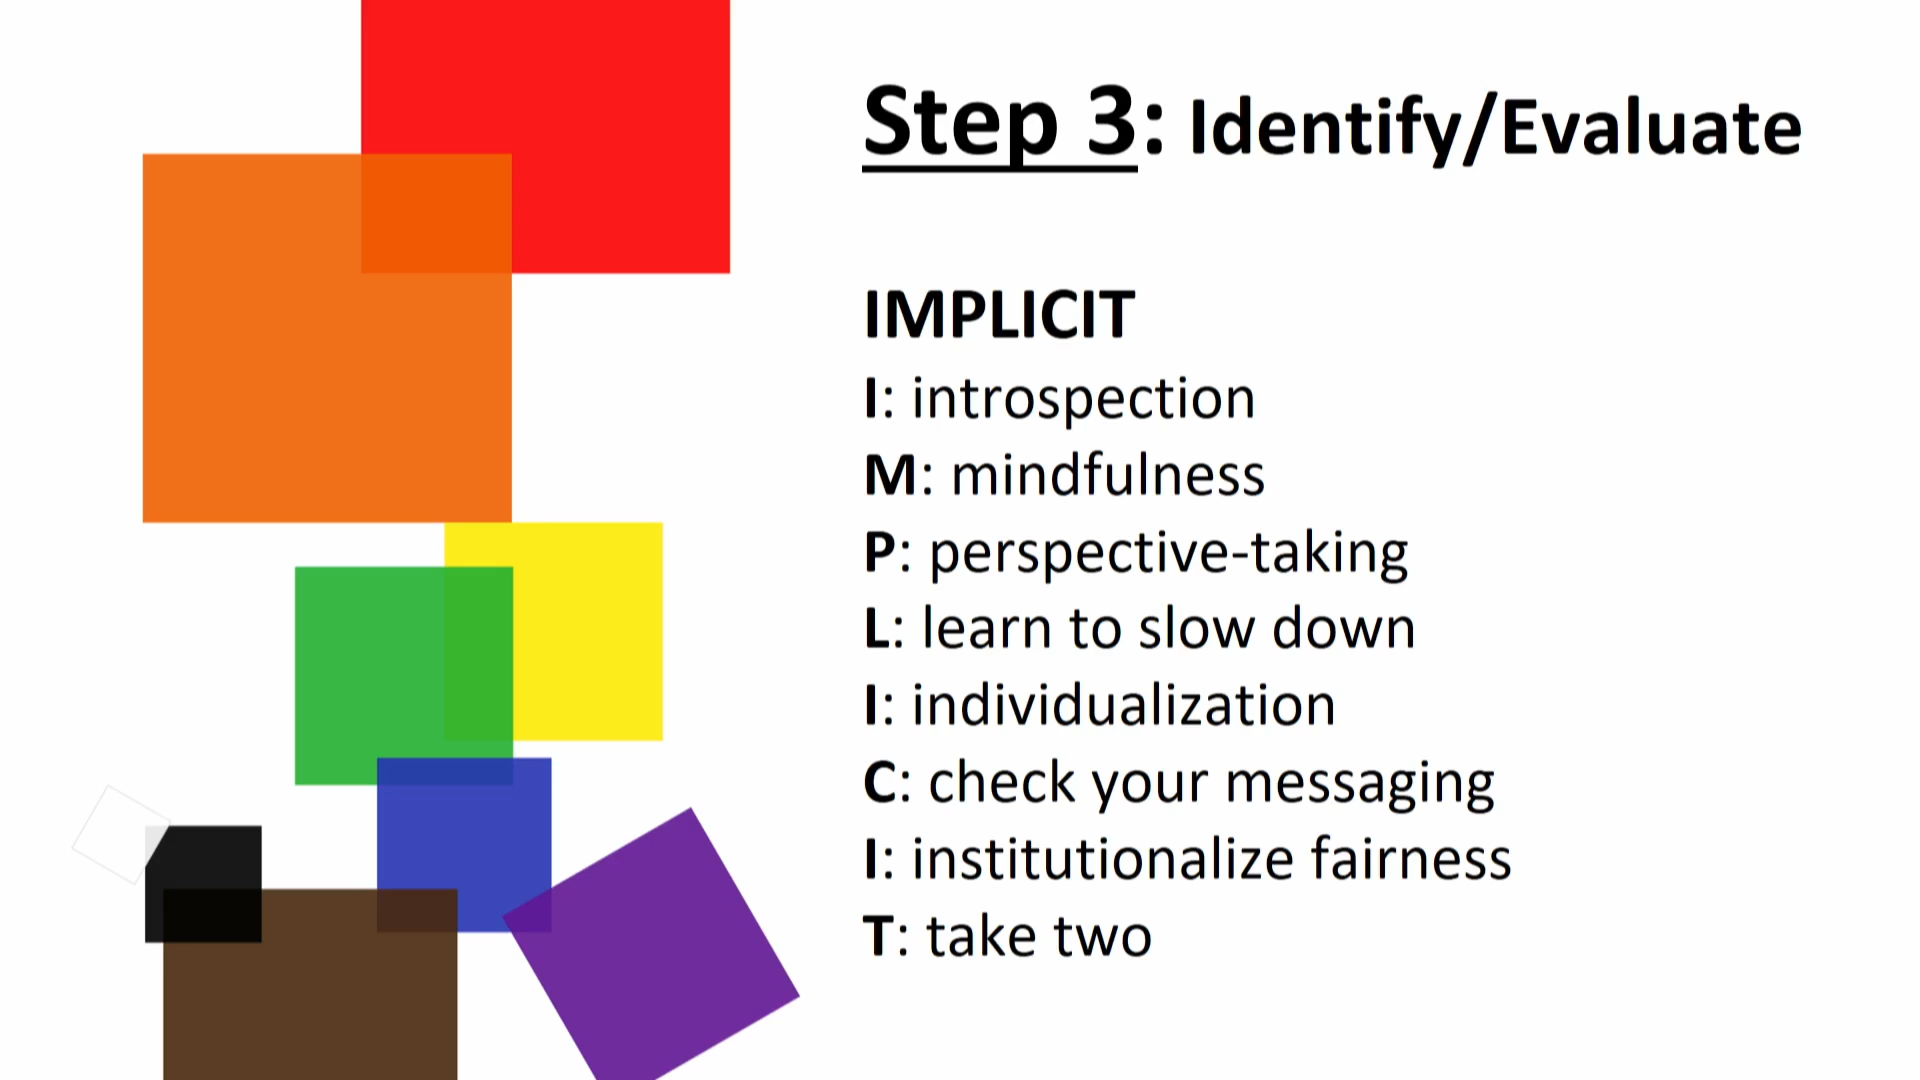 Step 3: Identify/Evaluate
IMPLICIT
I: introspection
M: mindfulness
P: perspective-taking
L: learn to slow down
I: individualization
C: check your messaging
I: institutionalize fairness
T: take two